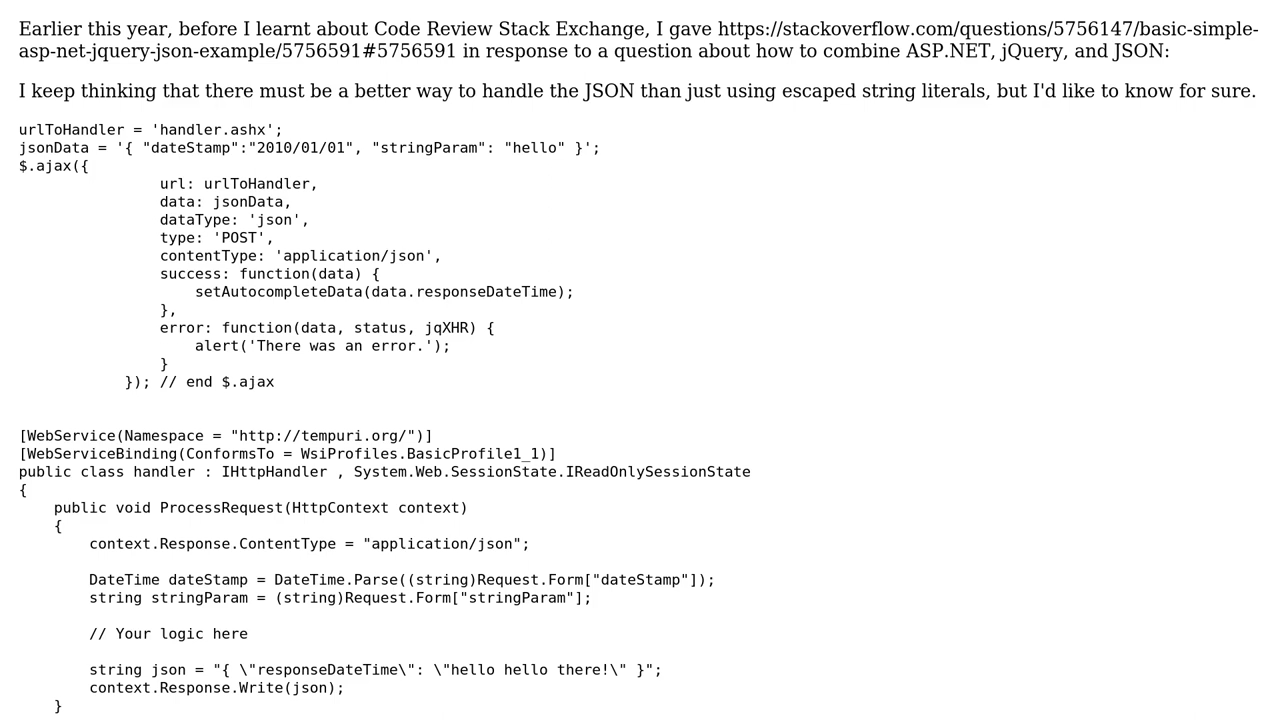 Earlier this year, before I learnt about Code Review Stack Exchange, I gave https://stackoverflow.com/questions/5756147/basic-simple-
asp-net-jquery-json-example/5756591#5756591 in response to a question about how to combine ASP.NET, jQuery, and JSON:
I keep thinking that there must be a better way to handle the JSON than just using escaped string literals, but I'd like to know for sure.
urlToHandler = 'handler.ashx';
jsonData = '{ "dateStamp":"2010/01/01", "stringParam": "hello" }';
$.ajax({
                url: urlToHandler,
                data: jsonData,
                dataType: 'json',
                type: 'POST',
                contentType: 'application/json',
                success: function(data) {
                    setAutocompleteData(data.responseDateTime);
                },
                error: function(data, status, jqXHR) {
                    alert('There was an error.');
                }
            }); // end $.ajax
[WebService(Namespace = "http://tempuri.org/")]
[WebServiceBinding(ConformsTo = WsiProfiles.BasicProfile1_1)]
public class handler : IHttpHandler , System.Web.SessionState.IReadOnlySessionState
{
    public void ProcessRequest(HttpContext context)
    {
        context.Response.ContentType = "application/json";
        DateTime dateStamp = DateTime.Parse((string)Request.Form["dateStamp"]);
        string stringParam = (string)Request.Form["stringParam"];
        // Your logic here
        string json = "{ \"responseDateTime\": \"hello hello there!\" }";
        context.Response.Write(json);
    }